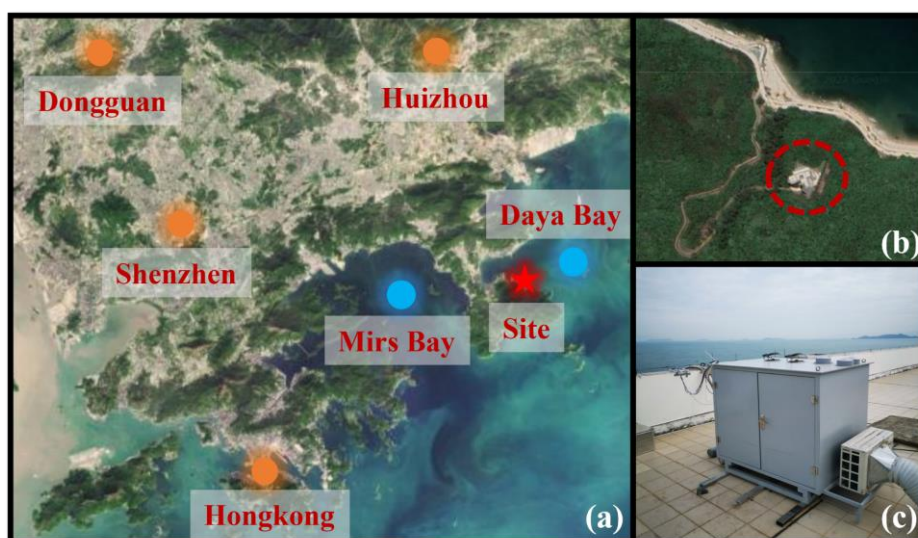 Dongguan
Huizhou
Daya Bay
Shenzhen
Site
Mirs Bay
Hongkong
(a)
(b)
(c)